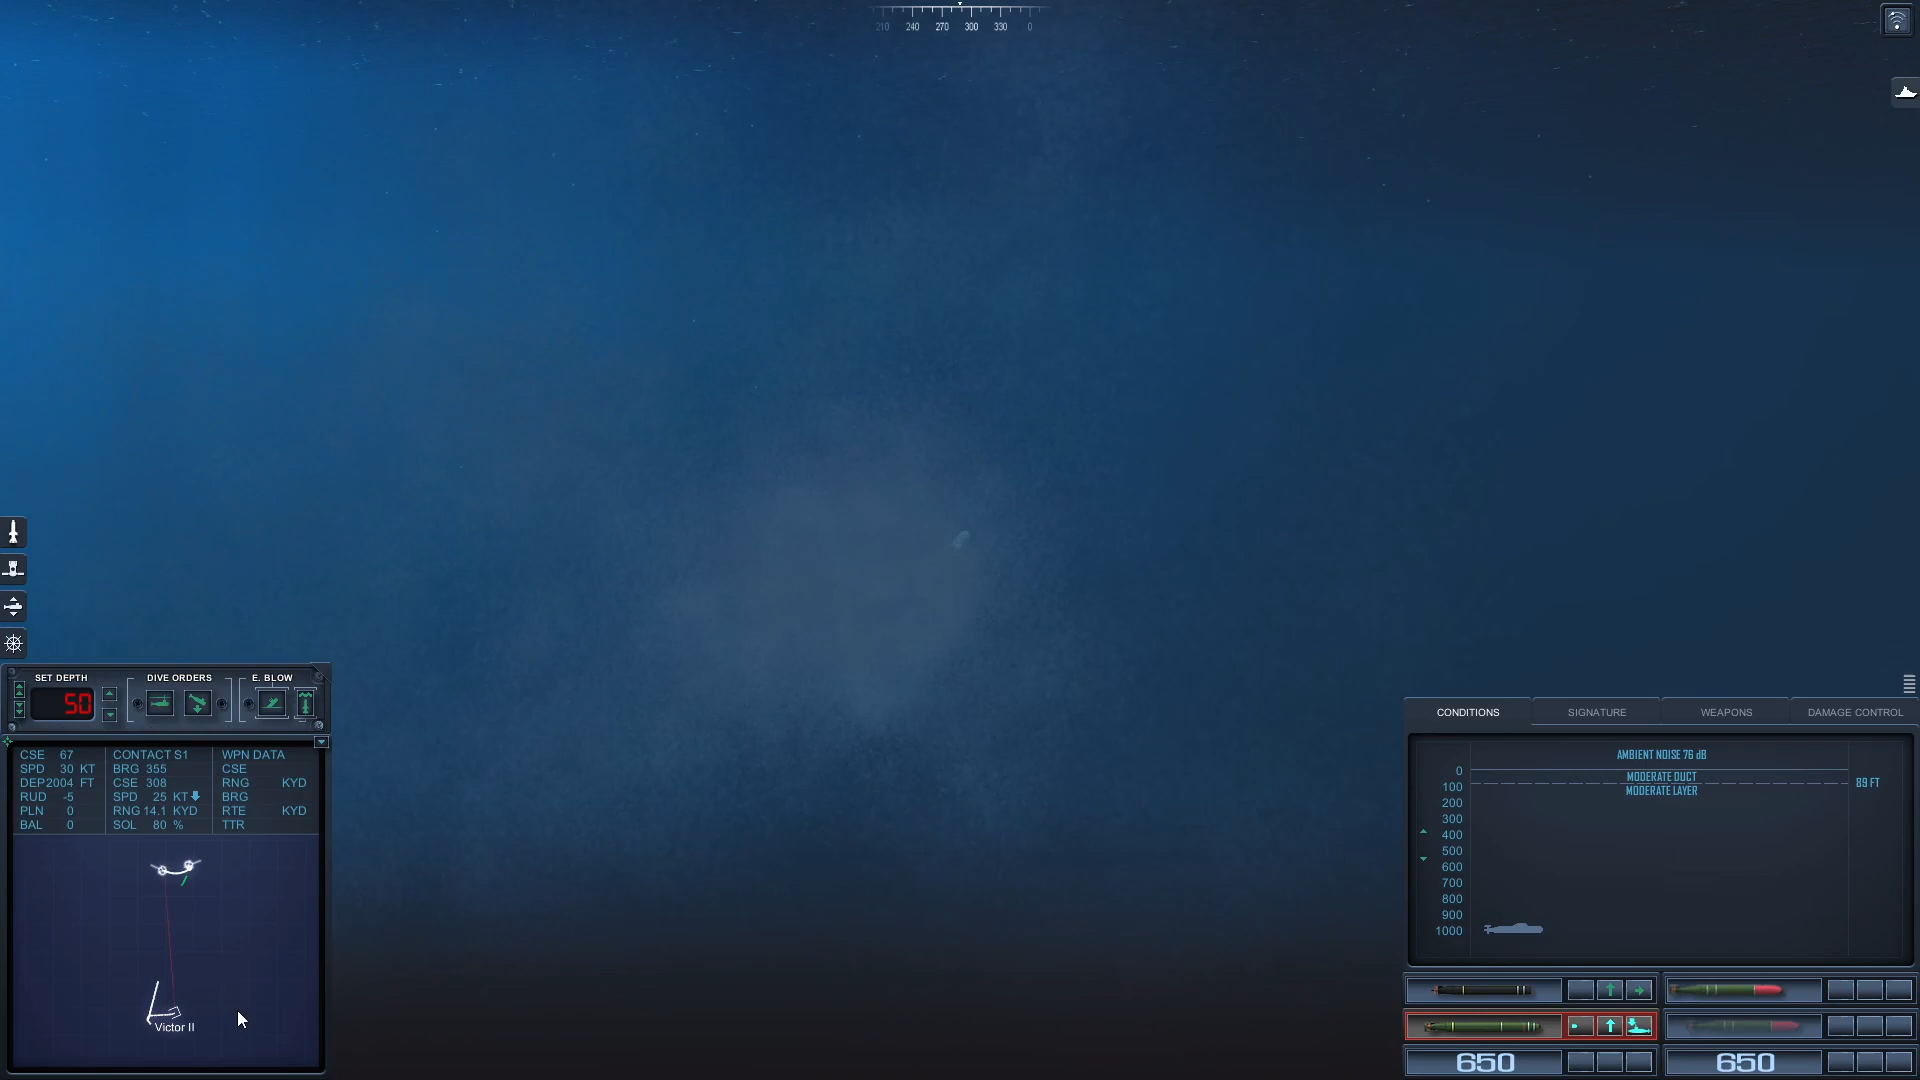 210 240 270 300 330 0
SET DEPTH DIVE ORDERS E. BLOW
50
CSE 67 CONTACT S1 WPN DATA
SPD 30 KT BRG 355 CSE
DEP2004 FT CSE 308 RNG KYD
RUD -5 SPD 25 KT BRG
PLN 0 RNG 14.1 KYD RTE KYD
BAL 0 SOL 80 % TTR
Victor II
CONDITIONS SIGNATURE WEAPONS DAMAGE CONTROL
AMBIENT NOISE 76 dB
0
MODERATE DUCT
89 FT
100
MODERATE LAYER
200
300
400
500
600
700
800
900
1000
650 650